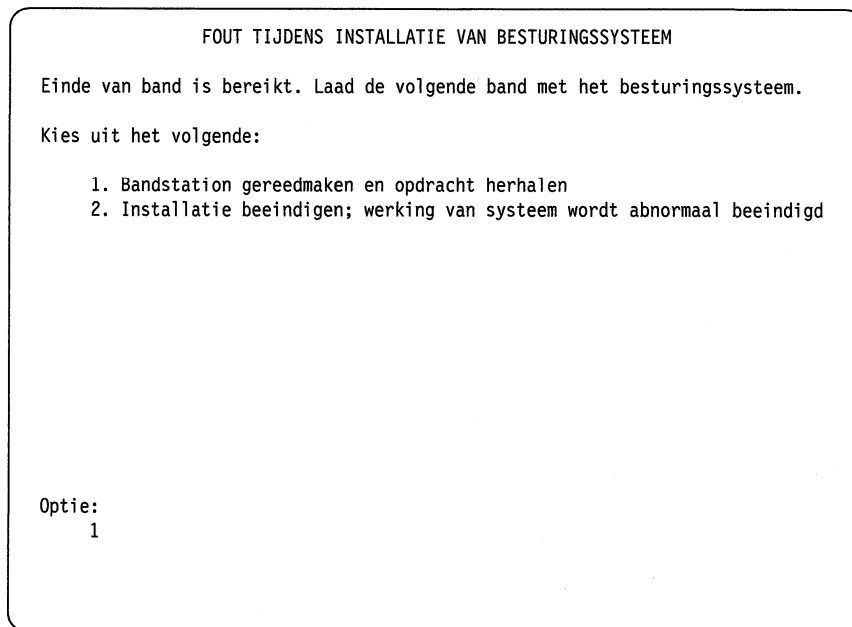 FOUT TIJDENS INSTALLATIE VAN BESTURINGSSYSTEEM
Einde van band is bereikt. Laad de volgende band met het besturingssysteem.
Kies uit het volgende:
1. Bandstation gereedmaken en opdracht herhalen
2. Installatie beeindigen; werking van systeem wordt abnormaal beeindigd
Optie:
1